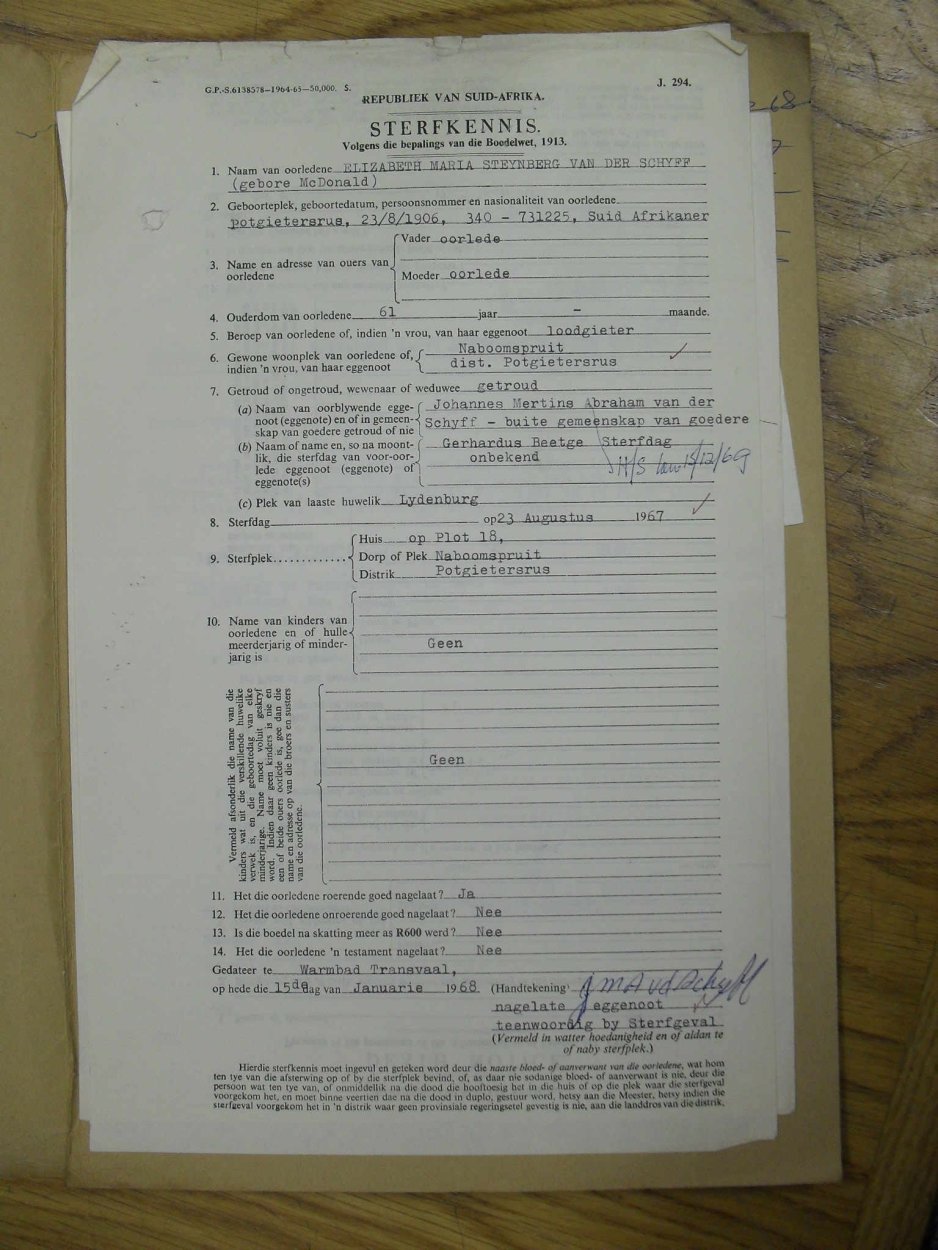 G.P.-S.6138578—1964-65—50,000. S.
J. 294.
REPUBLIEK VAN SUID-AFRIKA.
STERFKENNIS.
Volgens die bepalings van die Boedelwet, 1913.
1. Naam van oorledene ELIZABETH MARIA STEYNBERG VAN DER SCHYFF
(gebore McDonald)
2. Geboorteplek, geboortedatum, persoonsnommer en nasionaliteit van oorledene
potgietersrus, 23/8/1906, 340 - 731225, Suid Afrikaner
3. Name en adresse van ouers van oorledene
Vader oorlede
Moeder oorlede
4. Ouderdom van oorledene 61 jaar - maande.
5. Beroep van oorledene of, indien 'n vrou, van haar eggenoot loodgieter
6. Gewone woonplek van oorledene of, indien 'n vrou, van haar eggenoot
Naboomspruit
dist. Potgietersrus
7. Getroud of ongetroud, wewenaar of weduwee getroud
(a) Naam van oorblywende eggenoot (eggenote) en of in gemeenskap van goedere getroud of nie
Johannes Mertins Abraham van der
Schyff - buite gemeenskap van goedere
(b) Naam of name en, so na moontlik, die sterfdag van voor-oorlede eggenoot (eggenote) of eggenote(s)
Gerhardus Beetge Sterfdag
onbekend
H/S 15/12/69
(c) Plek van laaste huwelik Lydenburg
8. Sterfdag op 23 Augustus 1967
9. Sterfplek
Huis op Plot 18,
Dorp of Plek Naboomspruit
Distrik Potgietersrus
10. Name van kinders van oorledene en of hulle meerderjarig of minderjarig is
Geen
Vermeld afsonderlik die name van die
kinders wat uit die verskillende huwelike
verwek is, en die geboortedag van elke
minderjarige. Name moet voluit geskryf
word. Indien daar geen kinders is nie en
een of beide ouers oorlede is, gee dan die
name en adresse op van die broers en susters
van die oorledene.
Geen
11. Het die oorledene roerende goed nagelaat? Ja
12. Het die oorledene onroerende goed nagelaat? Nee
13. Is die boedel na skatting meer as R600 werd? Nee
14. Het die oorledene 'n testament nagelaat? Nee
Gedateer te Warmbad Transvaal,
op hede die 15de dag van Januarie 1968 (Handtekening) J M A vd Schyff
nagelate eggenoot
teenwoordig by Sterfgeval
(Vermeld in watter hoedanigheid en of aldan te
of naby sterfplek.)
Hierdie sterfkennis moet ingevul en geteken word deur die naaste bloed- of aanverwant van die oorledene, wat hom
ten tye van die afsterwing op of by die sterfplek bevind, of, as daar nie sodanige bloed- of aanverwant is nie, deur die
persoon wat ten tye van, of onmiddellik na die dood die hooftoesig het in die huis of op die plek waar die sterfgeval
voorgekom het, en moet binne veertien dae na die dood in duplo, gestuur word, hetsy aan die Meester, hetsy indien die
sterfgeval voorgekom het in 'n distrik waar geen provinsiale regeringsetel gevestig is nie, aan die landdros van die distrik.